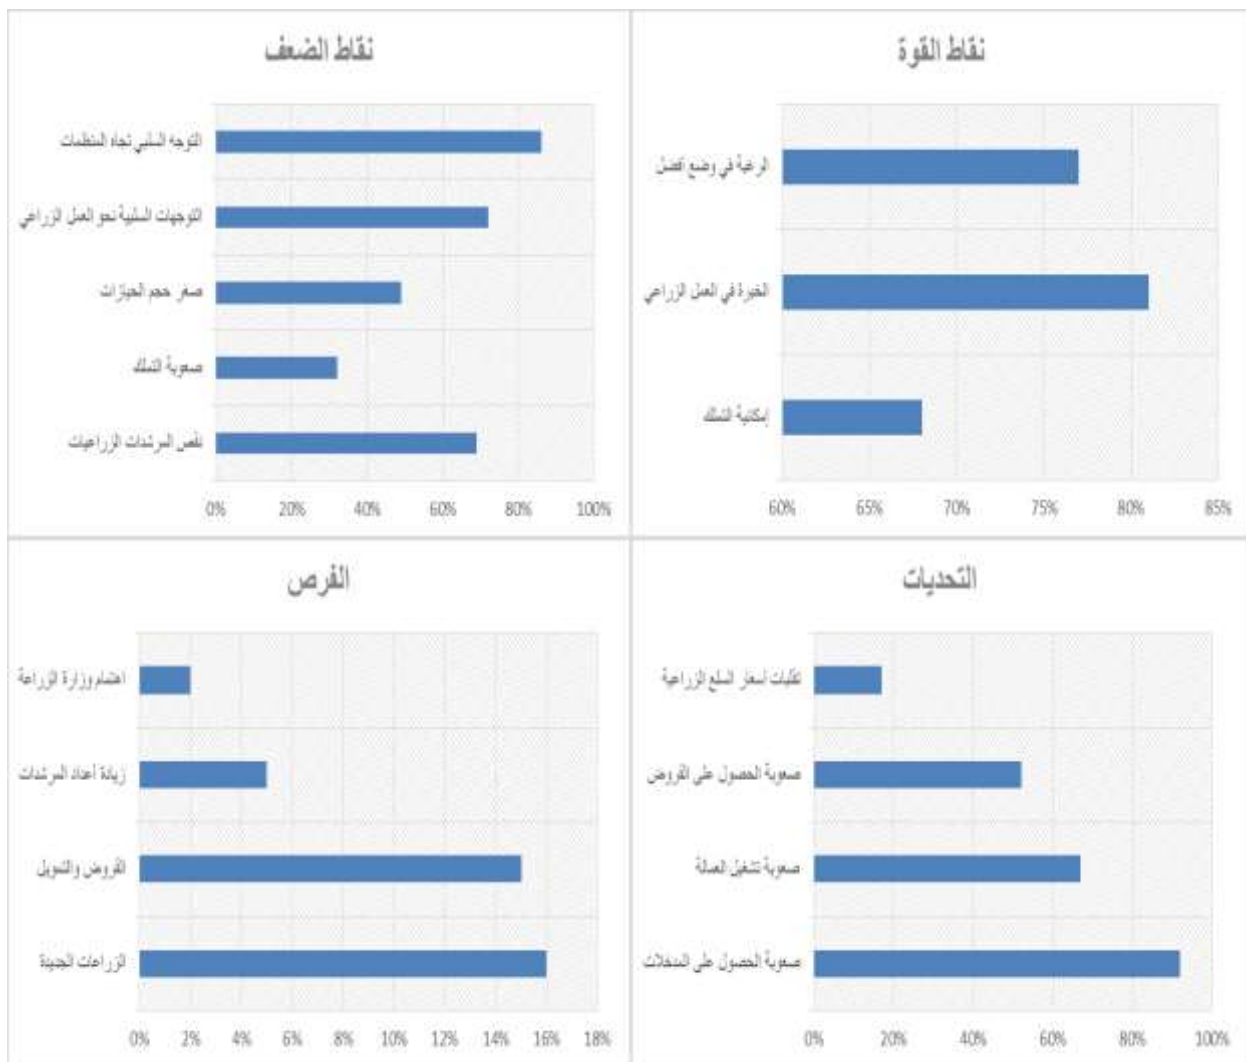 نقاط القوة
الرغبة في وضع أفضل
الخبرة في العمل الزراعي
إمكانية التملك
60% 65% 70% 75% 80% 85%
نقاط الضعف
التوجه السلبي تجاه المنظمات
التوجهات السلبية نحو العمل الزراعي
صغر حجم الحيازات
صعوبة التملك
نقص المرشدات الزراعيات
0% 20% 40% 60% 80% 100%
التحديات
تقلبات أسعار السلع الزراعية
صعوبة الحصول على القروض
صعوبة تشغيل العمالة
صعوبة الحصول على المدخلات
0% 20% 40% 60% 80% 100%
الفرص
اهتمام وزارة الزراعة
زيادة أعداد المرشدات
القروض والتمويل
الزراعات الجديدة
0% 2% 4% 6% 8% 10% 12% 14% 16% 18%